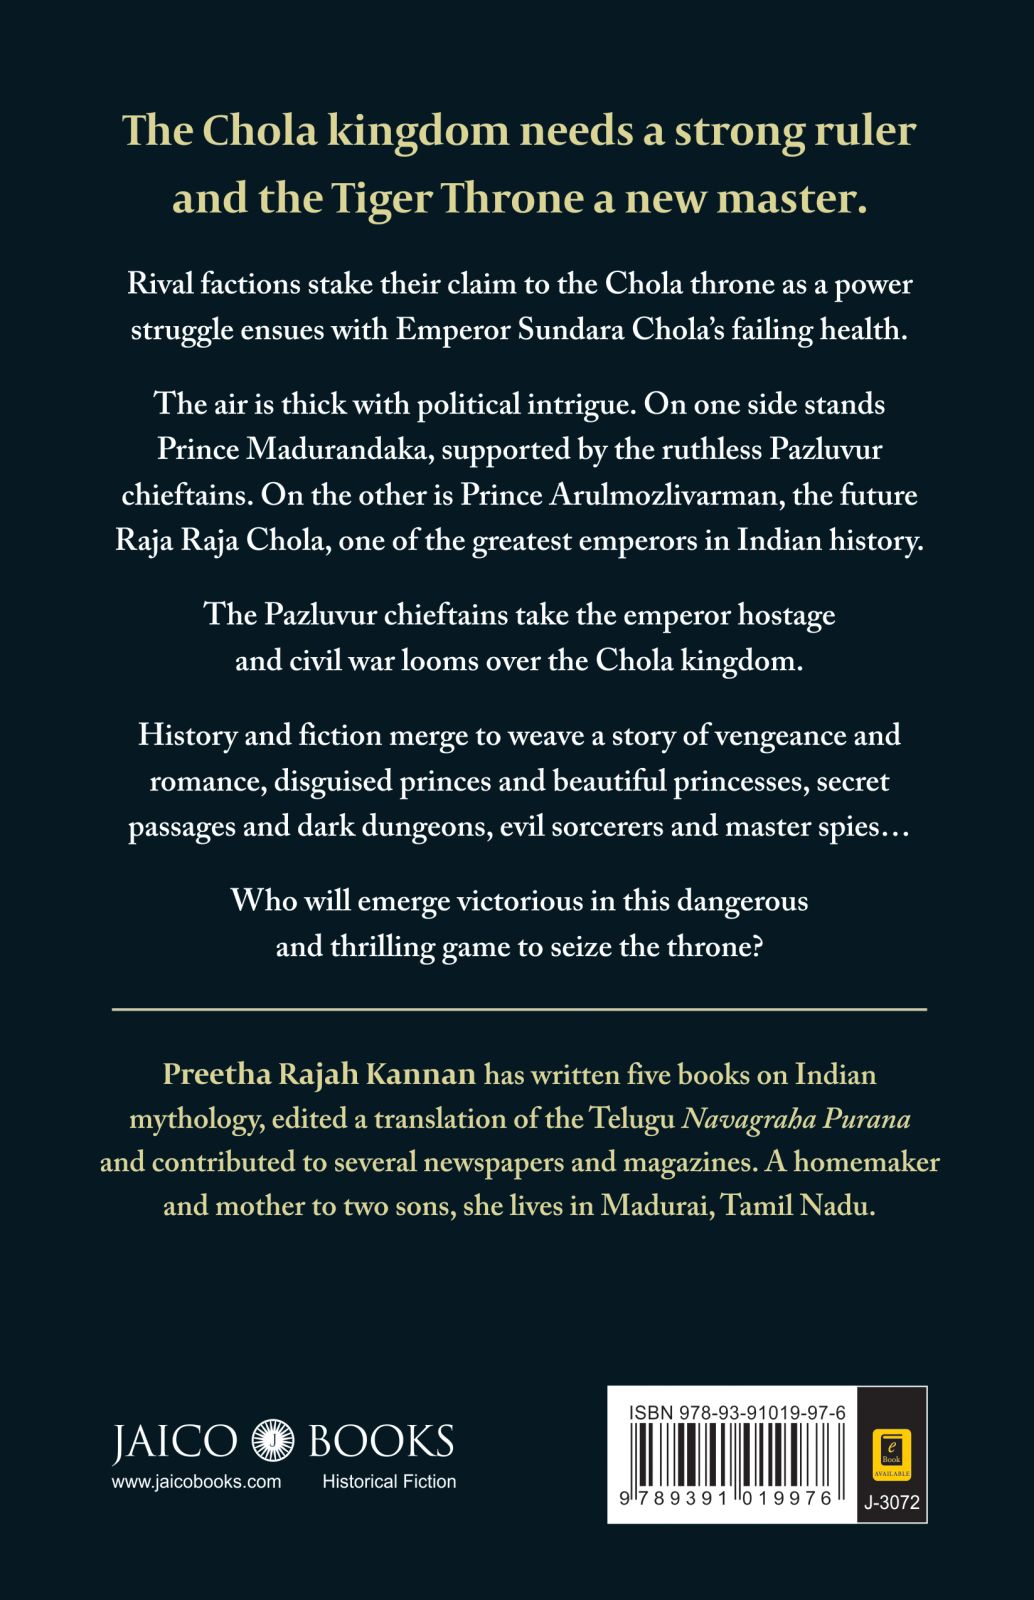 The Chola kingdom needs a strong ruler
and the Tiger Throne a new master.
Rival factions stake their claim to the Chola throne as a power
struggle ensues with Emperor Sundara Chola’s failing health.
The air is thick with political intrigue. On one side stands
Prince Madurandaka, supported by the ruthless Pazluvur
chieftains. On the other is Prince Arulmozlivarman, the future
Raja Raja Chola, one of the greatest emperors in Indian history.
The Pazluvur chieftains take the emperor hostage
and civil war looms over the Chola kingdom.
History and fiction merge to weave a story of vengeance and
romance, disguised princes and beautiful princesses, secret
passages and dark dungeons, evil sorcerers and master spies…
Who will emerge victorious in this dangerous
and thrilling game to seize the throne?
Preetha Rajah Kannan has written five books on Indian
mythology, edited a translation of the Telugu Navagraha Purana
and contributed to several newspapers and magazines. A homemaker
and mother to two sons, she lives in Madurai, Tamil Nadu.
JAICO J BOOKS
www.jaicobooks.com Historical Fiction
ISBN 978-93-91019-97-6
9 789391 019976
e
Book
AVAILABLE
J-3072